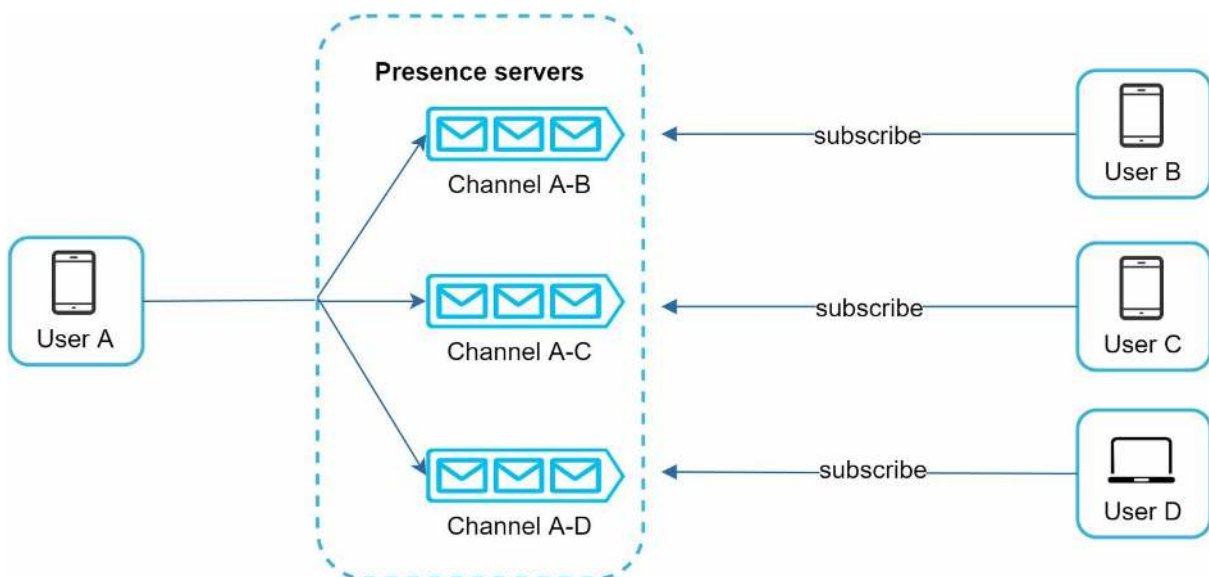 Presence servers
Channel A-B
subscribe
User B
User A
Channel A-C
subscribe
User C
Channel A-D
subscribe
User D